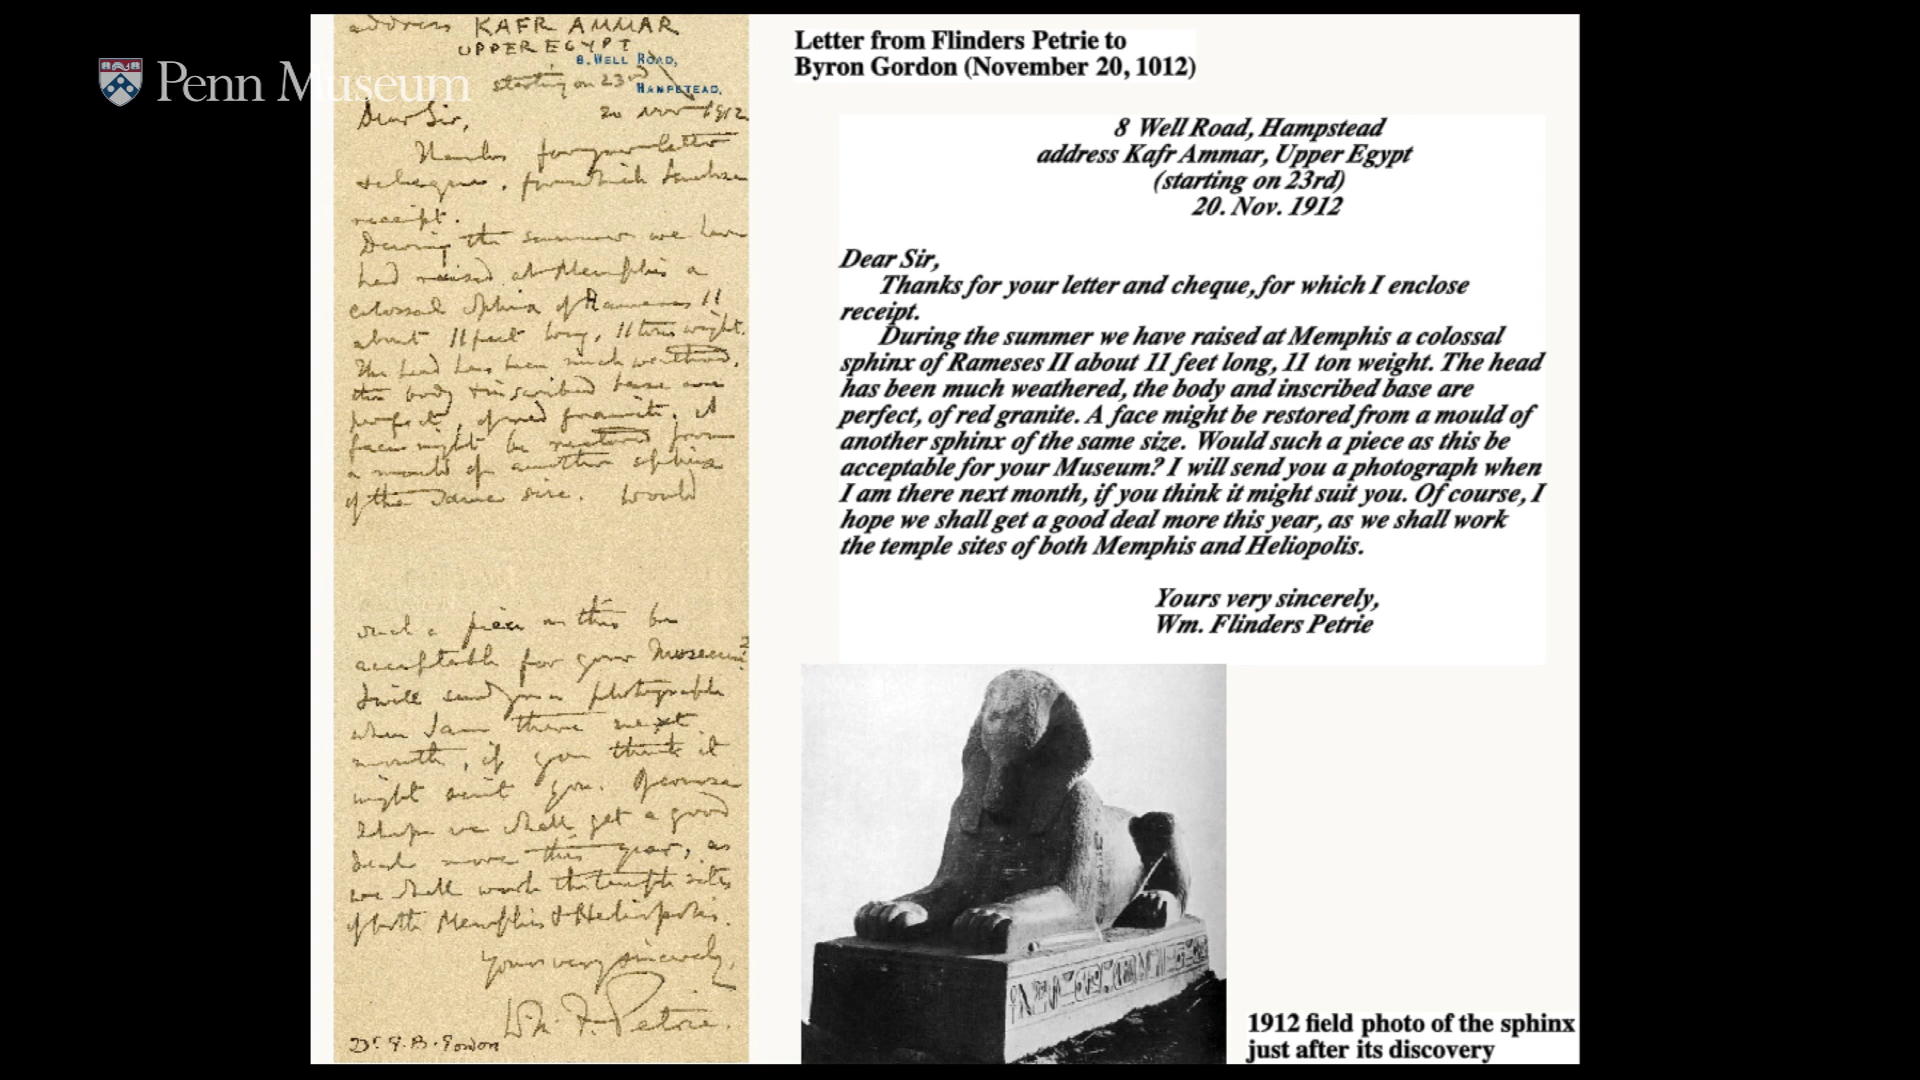 Penn Museum
address KAFR AMMAR
UPPER EGYPT
8, WELL ROAD,
starting on 23rd
HAMPSTEAD,
20 Nov 1912
Dear Sir,
Thanks for your letter
& cheque, for which I enclose
receipt.
During the summer we have
had raised at Memphis a
colossal sphinx of Rameses II
about 11 feet long, 11 tons weight.
The head has been much weathered,
the body & inscribed base are
perfect, of red granite. A
face might be restored from
a mould of another sphinx
of the same size. Would
such a piece as this be
acceptable for your Museum?
I will send you a photograph
when I am there next
month, if you think it
might suit you. Of course
I hope we shall get a good
deal more this year, as
we shall work the temple sites
of both Memphis & Heliopolis.
Yours very sincerely,
Wm. F. Petrie.
Dr. G. B. Gordon
Letter from Flinders Petrie to
Byron Gordon (November 20, 1012)
8 Well Road, Hampstead
address Kafr Ammar, Upper Egypt
(starting on 23rd)
20. Nov. 1912
Dear Sir,
Thanks for your letter and cheque, for which I enclose
receipt.
During the summer we have raised at Memphis a colossal
sphinx of Rameses II about 11 feet long, 11 ton weight. The head
has been much weathered, the body and inscribed base are
perfect, of red granite. A face might be restored from a mould of
another sphinx of the same size. Would such a piece as this be
acceptable for your Museum? I will send you a photograph when
I am there next month, if you think it might suit you. Of course, I
hope we shall get a good deal more this year, as we shall work
the temple sites of both Memphis and Heliopolis.
Yours very sincerely,
Wm. Flinders Petrie
1912 field photo of the sphinx
just after its discovery